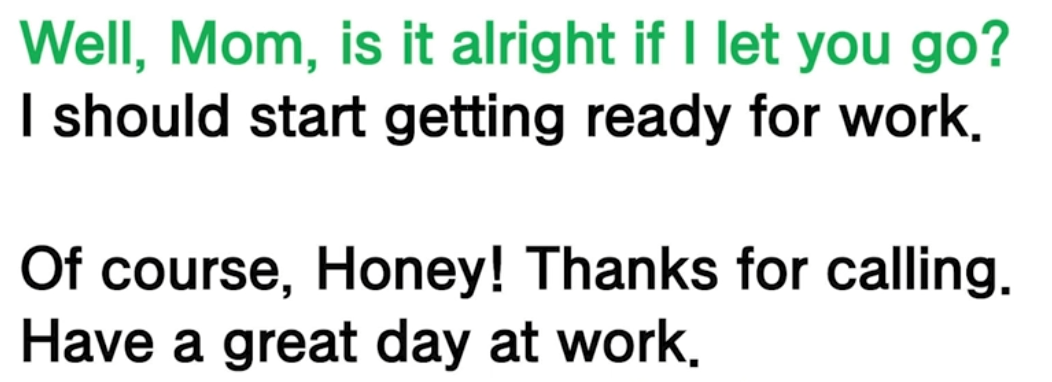 Well, Mom, is it alright if I let you go?
I should start getting ready for work.
Of course, Honey! Thanks for calling.
Have a great day at work.